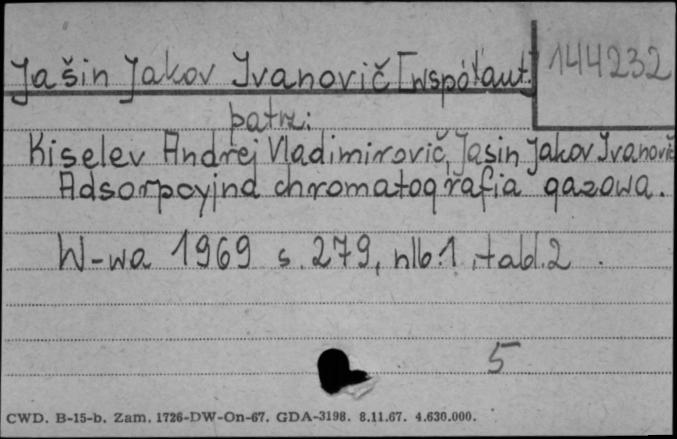 Jašin Jakov Ivanovič [współaut.] 144232
patrz:
Kiselev Andrej Vladimirovič, Jašin Jakov Ivanovič
Adsorpcyjna chromatografia gazowa.
W-wa 1969 s. 279, nlb.1, tabl.2.
5
CWD. B-15-b. Zam. 1726-DW-On-67. GDA-3198. 8.11.67. 4.630.000.